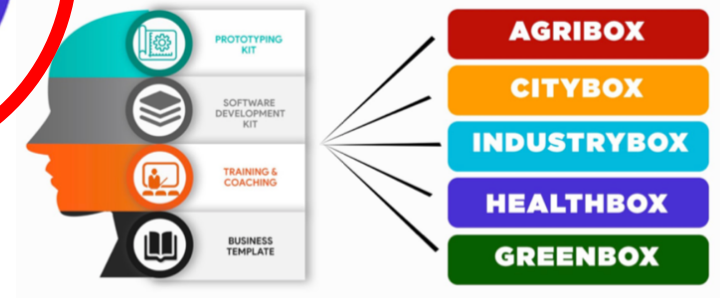 PROTOTYPING
KIT
SOFTWARE
DEVELOPMENT
KIT
TRAINING &
COACHING
BUSINESS
TEMPLATE
AGRIBOX
CITYBOX
INDUSTRYBOX
HEALTHBOX
GREENBOX